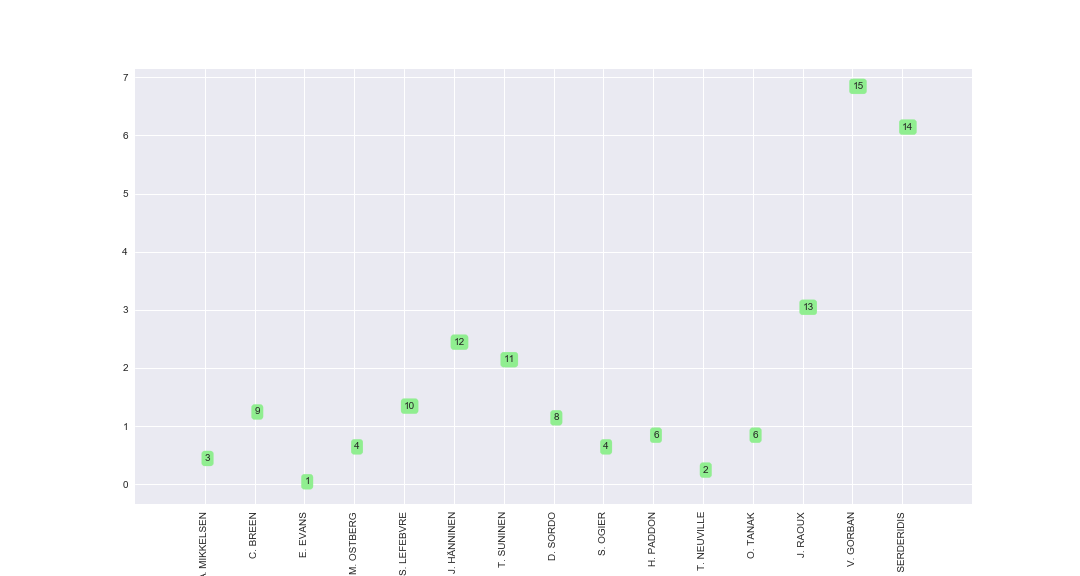 7
6
5
4
3
2
1
0
15
14
13
12
11
10
9
8
6
6
4
4
3
2
1
MIKKELSEN
C. BREEN
E. EVANS
M. OSTBERG
S. LEFEBVRE
J. HÄNNINEN
T. SUNINEN
D. SORDO
S. OGIER
H. PADDON
T. NEUVILLE
O. TANAK
J. RAOUX
V. GORBAN
SERDERIDIS